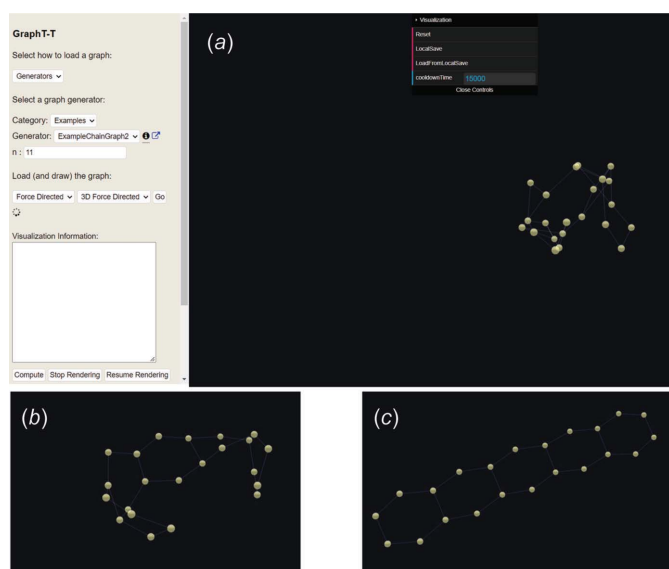 GraphT-T
Select how to load a graph:
Generators
Select a graph generator:
Category: Examples
Generator: ExampleChainGraph2
n : 11
Load (and draw) the graph:
Force Directed 3D Force Directed Go
Visualization Information:
Compute Stop Rendering Resume Rendering
(a)
Visualization
Reset
LocalSave
LoadFromLocalSave
cooldownTime 15000
Close Controls
(b)
(c)